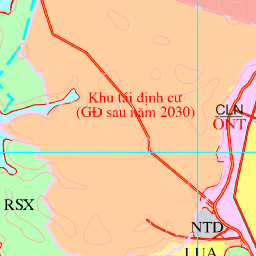 Khu tái định cư
(GĐ sau năm 2030)
CLN
ONT
RSX
NTD
LUA